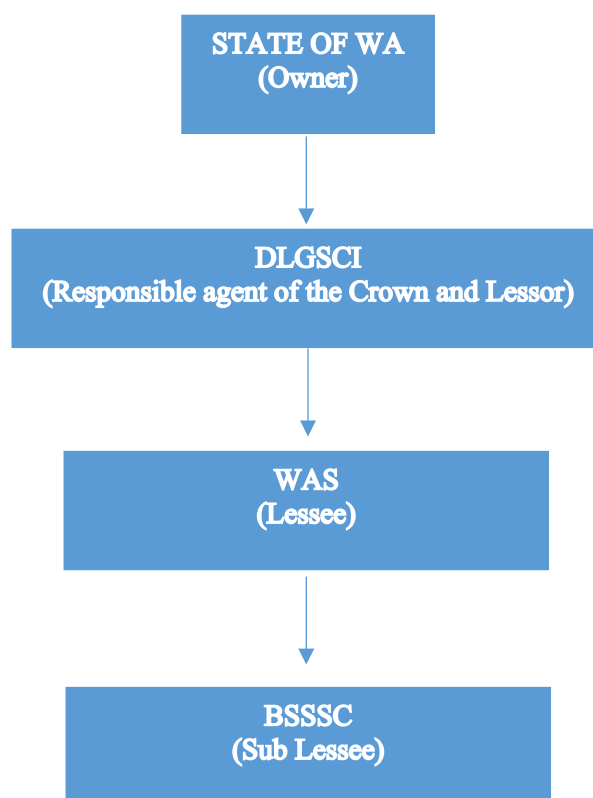 STATE OF WA
(Owner)
DLGSCI
(Responsible agent of the Crown and Lessor)
WAS
(Lessee)
BSSSC
(Sub Lessee)